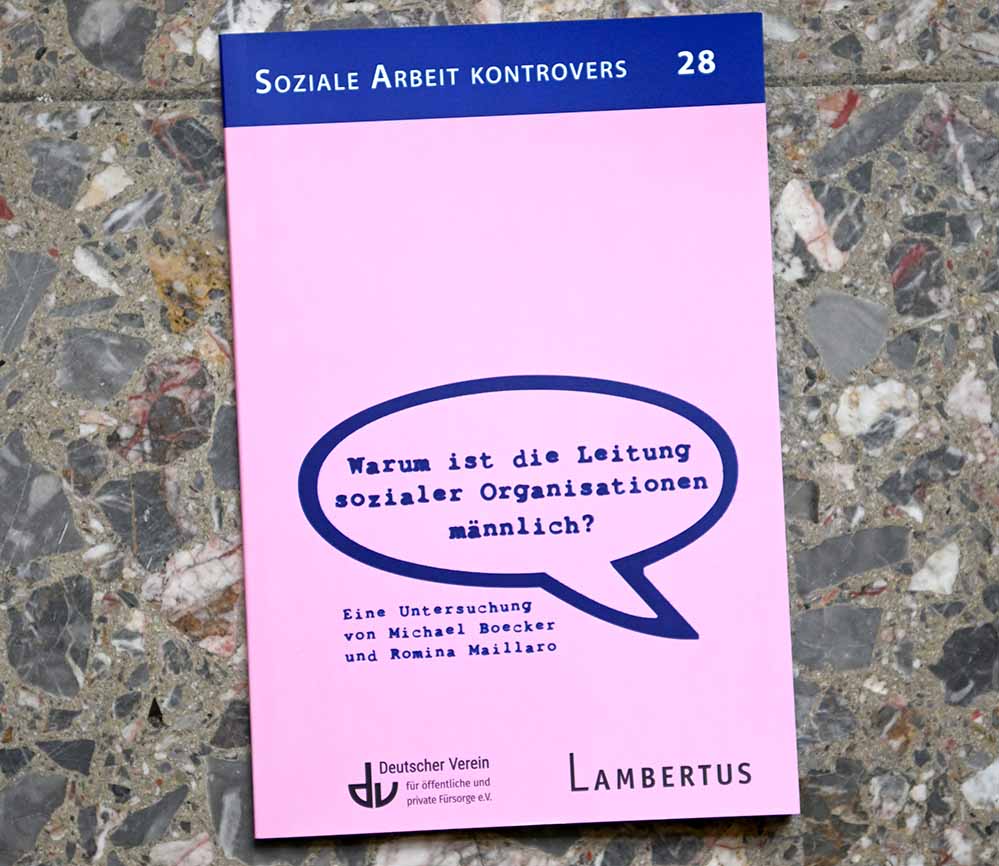 SOZIALE ARBEIT KONTROVERS 28
Warum ist die Leitung
sozialer Organisationen
männlich?
Eine Untersuchung
von Michael Boecker
und Romina Maillaro
dv Deutscher Verein
für öffentliche und
private Fürsorge e.V.
LAMBERTUS